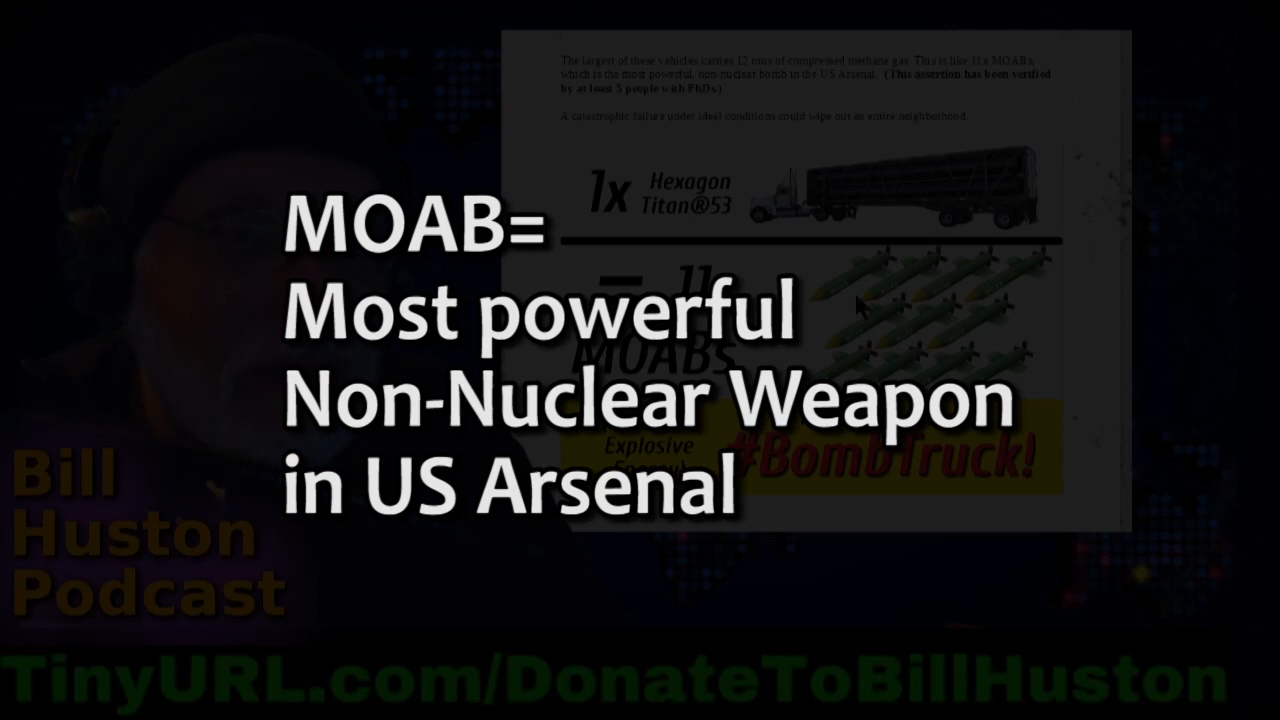 The largest of these vehicles carries 12 tons of compressed methane gas. This is like 11x MOABs,
which is the most powerful, non-nuclear bomb in the US Arsenal. (This assertion has been verified
by at least 5 people with PhDs.)
A catastrophic failure under ideal conditions could wipe out an entire neighborhood.
1x Hexagon
Titan®53
= 11
MOABs
Explosive
#BombTruck!
MOAB=
Most powerful
Non-Nuclear Weapon
in US Arsenal
Bill
Huston
Podcast
TinyURL.com/DonateToBillHuston